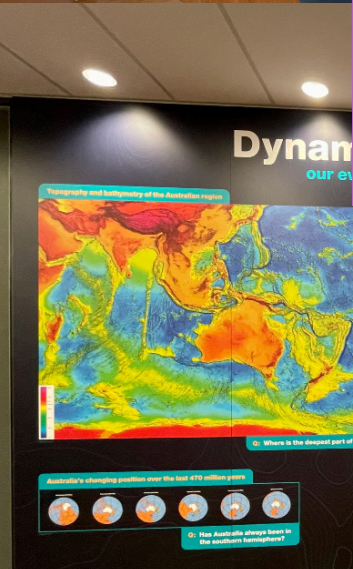 Dynam
our ev
Topography and bathymetry of the Australian region
Q: Where is the deepest part of
Australia's changing position over the last 470 million years
Q: Has Australia always been in
the southern hemisphere?